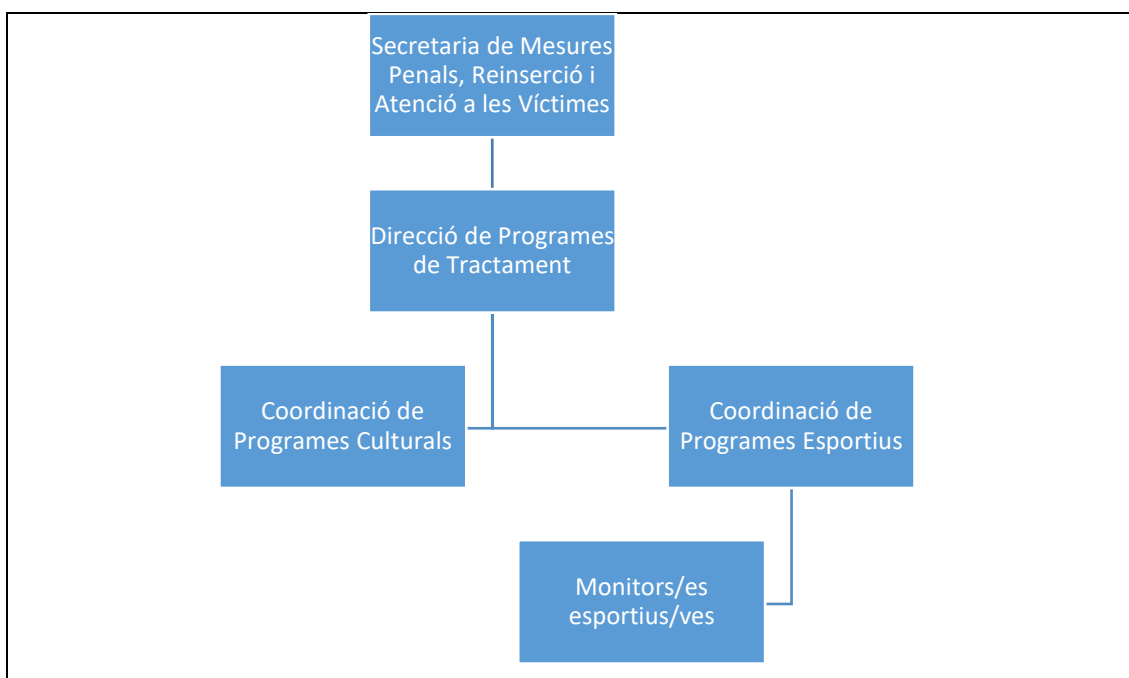 Secretaria de Mesures
Penals, Reinserció i
Atenció a les Víctimes
Direcció de Programes
de Tractament
Coordinació de
Programes Culturals
Coordinació de
Programes Esportius
Monitors/es
esportius/ves